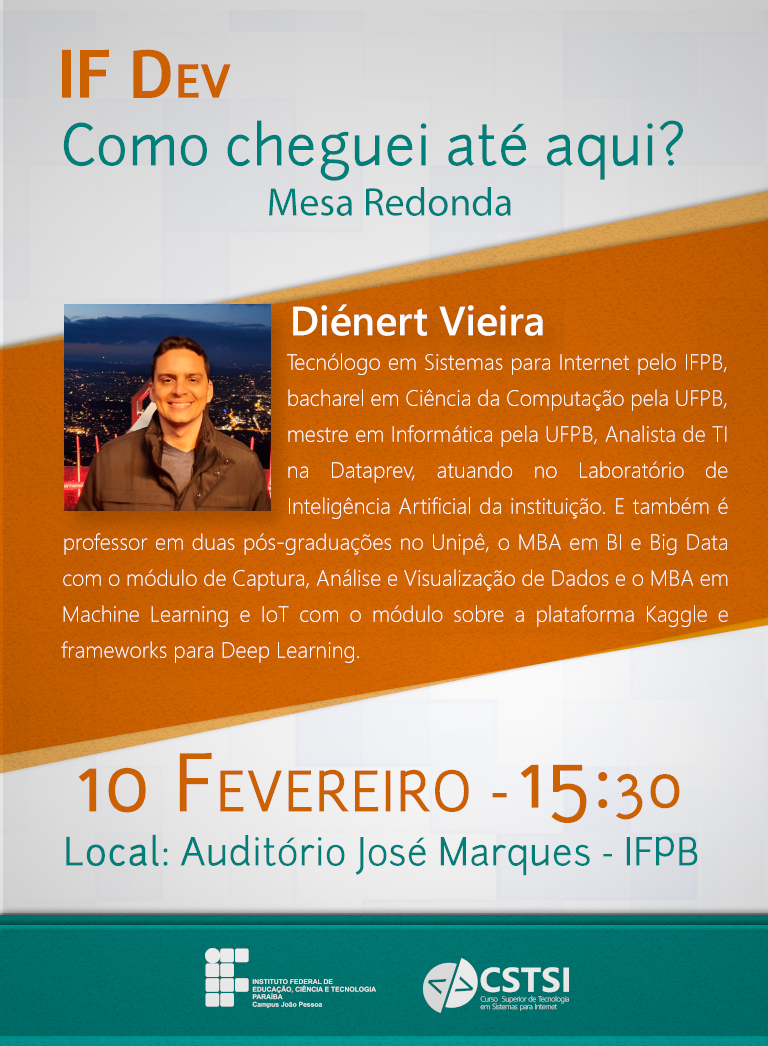 IF DEV
Como cheguei até aqui?
Mesa Redonda
Diénert Vieira
Tecnólogo em Sistemas para Internet pelo IFPB,
bacharel em Ciência da Computação pela UFPB,
mestre em Informática pela UFPB, Analista de TI
na Dataprev, atuando no Laboratório de
Inteligência Artificial da instituição. E também é
professor em duas pós-graduações no Unipê, o MBA em BI e Big Data
com o módulo de Captura, Análise e Visualização de Dados e o MBA em
Machine Learning e IoT com o módulo sobre a plataforma Kaggle e
frameworks para Deep Learning.
10 FEVEREIRO - 15:30
Local: Auditório José Marques - IFPB
INSTITUTO FEDERAL DE
EDUCAÇÃO, CIÊNCIA E TECNOLOGIA
PARAÍBA
Campus João Pessoa
</> CSTSI
Curso Superior de Tecnologia
em Sistemas para Internet